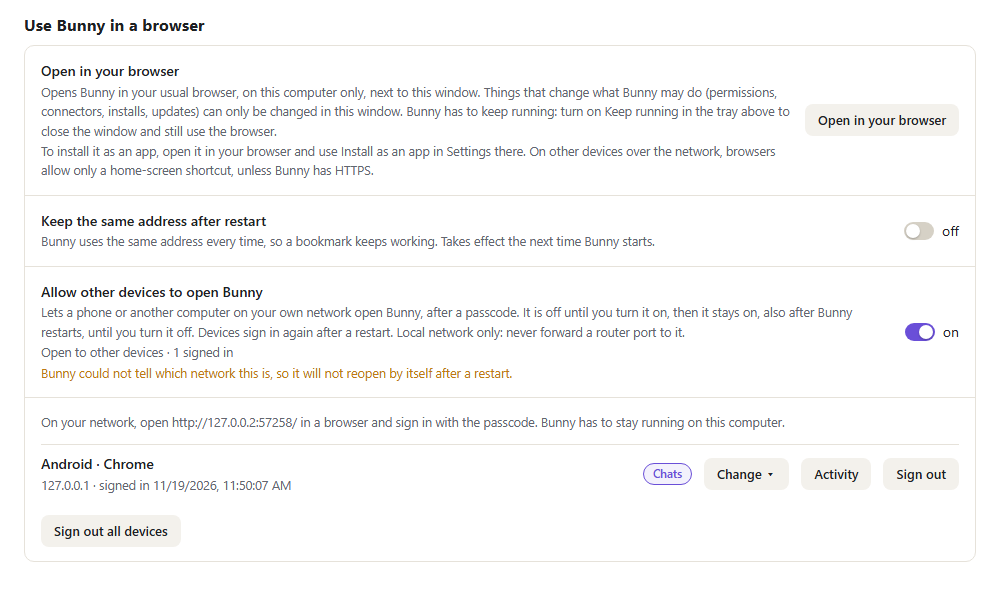 Use Bunny in a browser
Open in your browser
Opens Bunny in your usual browser, on this computer only, next to this window. Things that change what Bunny may do (permissions,
connectors, installs, updates) can only be changed in this window. Bunny has to keep running: turn on Keep running in the tray above to
close the window and still use the browser.
To install it as an app, open it in your browser and use Install as an app in Settings there. On other devices over the network, browsers
allow only a home-screen shortcut, unless Bunny has HTTPS.
Open in your browser
Keep the same address after restart
Bunny uses the same address every time, so a bookmark keeps working. Takes effect the next time Bunny starts.
off
Allow other devices to open Bunny
Lets a phone or another computer on your own network open Bunny, after a passcode. It is off until you turn it on, then it stays on, also after Bunny
restarts, until you turn it off. Devices sign in again after a restart. Local network only: never forward a router port to it.
Open to other devices · 1 signed in
Bunny could not tell which network this is, so it will not reopen by itself after a restart.
on
On your network, open http://127.0.0.2:57258/ in a browser and sign in with the passcode. Bunny has to stay running on this computer.
Android · Chrome
127.0.0.1 · signed in 11/19/2026, 11:50:07 AM
Chats
Change
Activity
Sign out
Sign out all devices